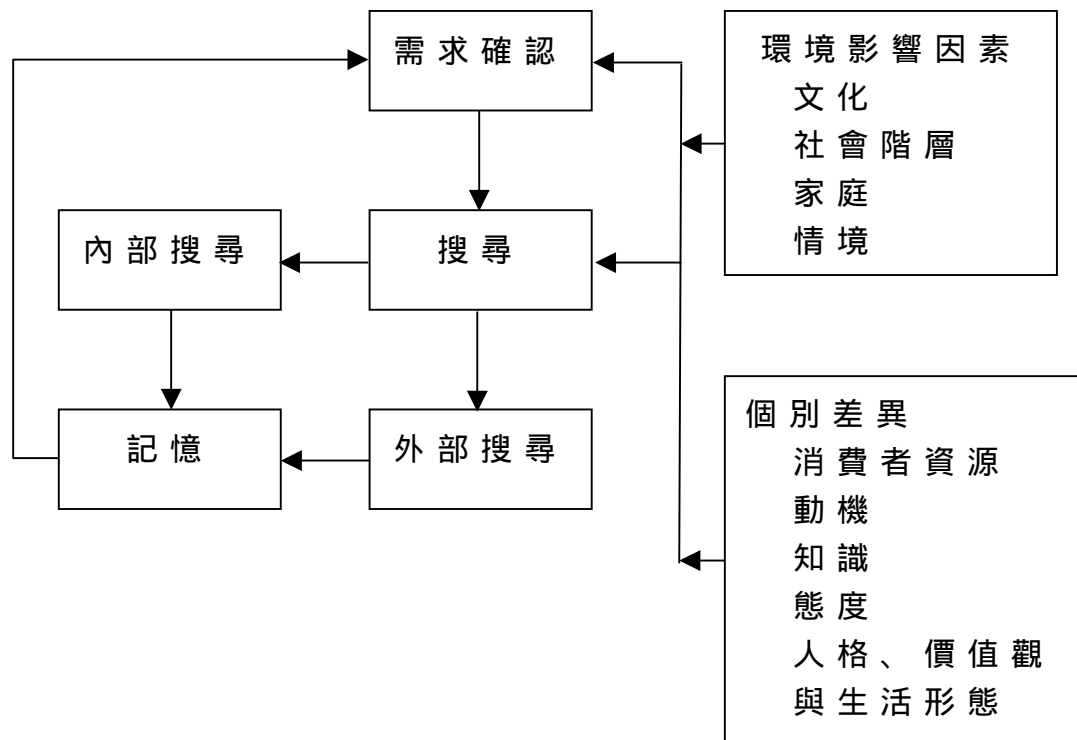 需求確認
環境影響因素
文化
社會階層
家庭
情境
內部搜尋
搜尋
記憶
外部搜尋
個別差異
消費者資源
動機
知識
態度
人格、價值觀
與生活形態